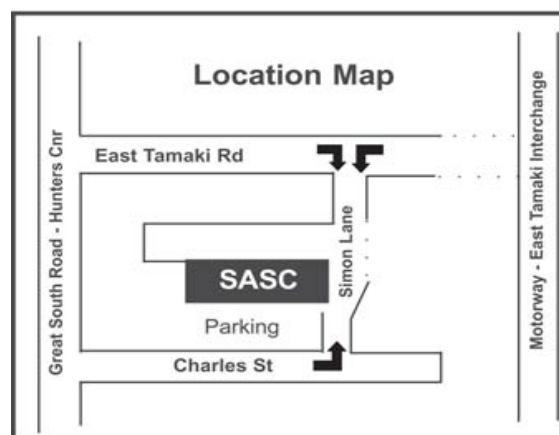 Location Map
East Tamaki Rd
Great South Road - Hunters Cnr
Motorway - East Tamaki Interchange
Simon Lane
SASC
Parking
Charles St